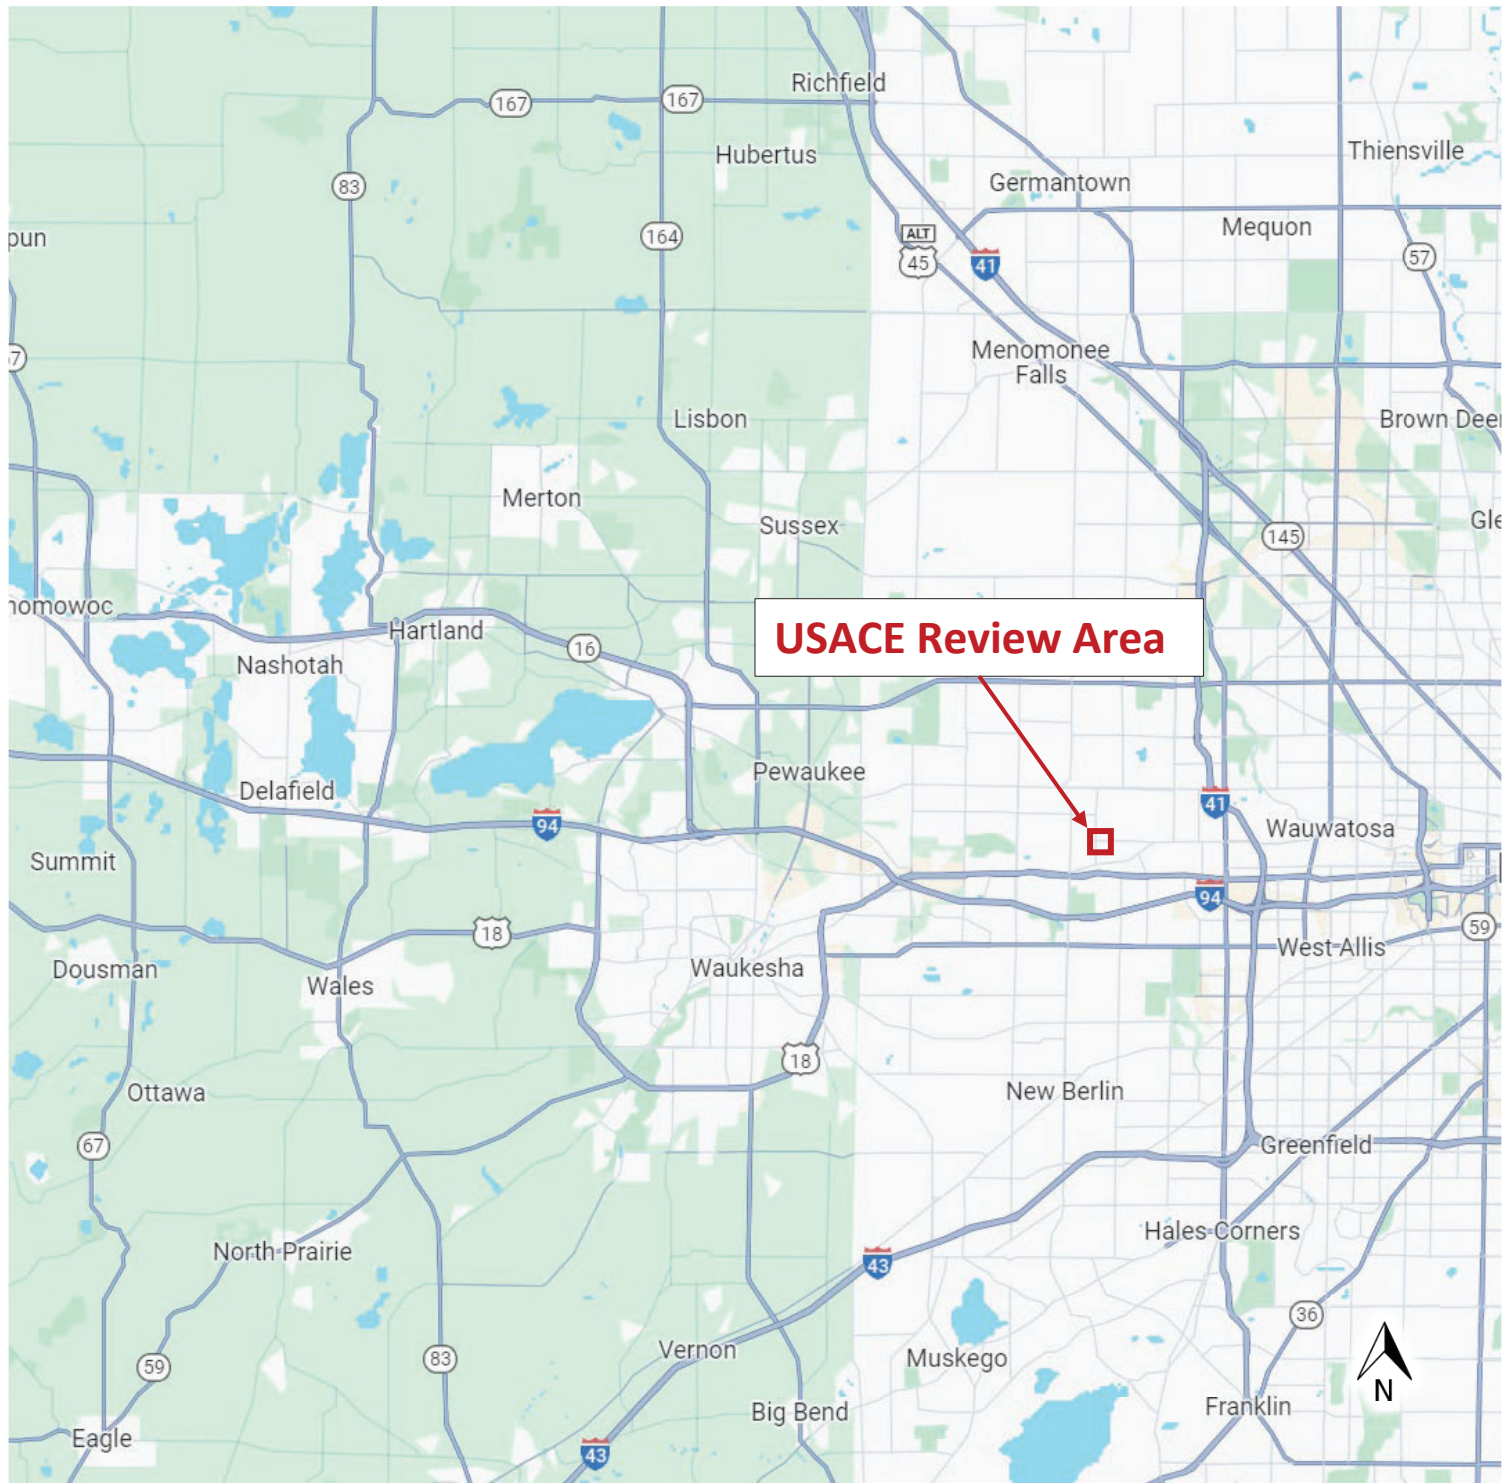 Richfield
167
167
Hubertus
Thiensville
83
Germantown
Mequon
164
ALT
45
41
57
pun
67
Menomonee
Falls
Lisbon
Brown Deer
Merton
Sussex
Gle
145
nomowoc
Hartland
16
Nashotah
USACE Review Area
Pewaukee
Delafield
94
41
Wauwatosa
Summit
94
18
59
West Allis
Dousman
Wales
Waukesha
18
Ottawa
New Berlin
67
Greenfield
North Prairie
Hales Corners
43
36
59
83
Vernon
Muskego
N
Big Bend
Franklin
Eagle
43